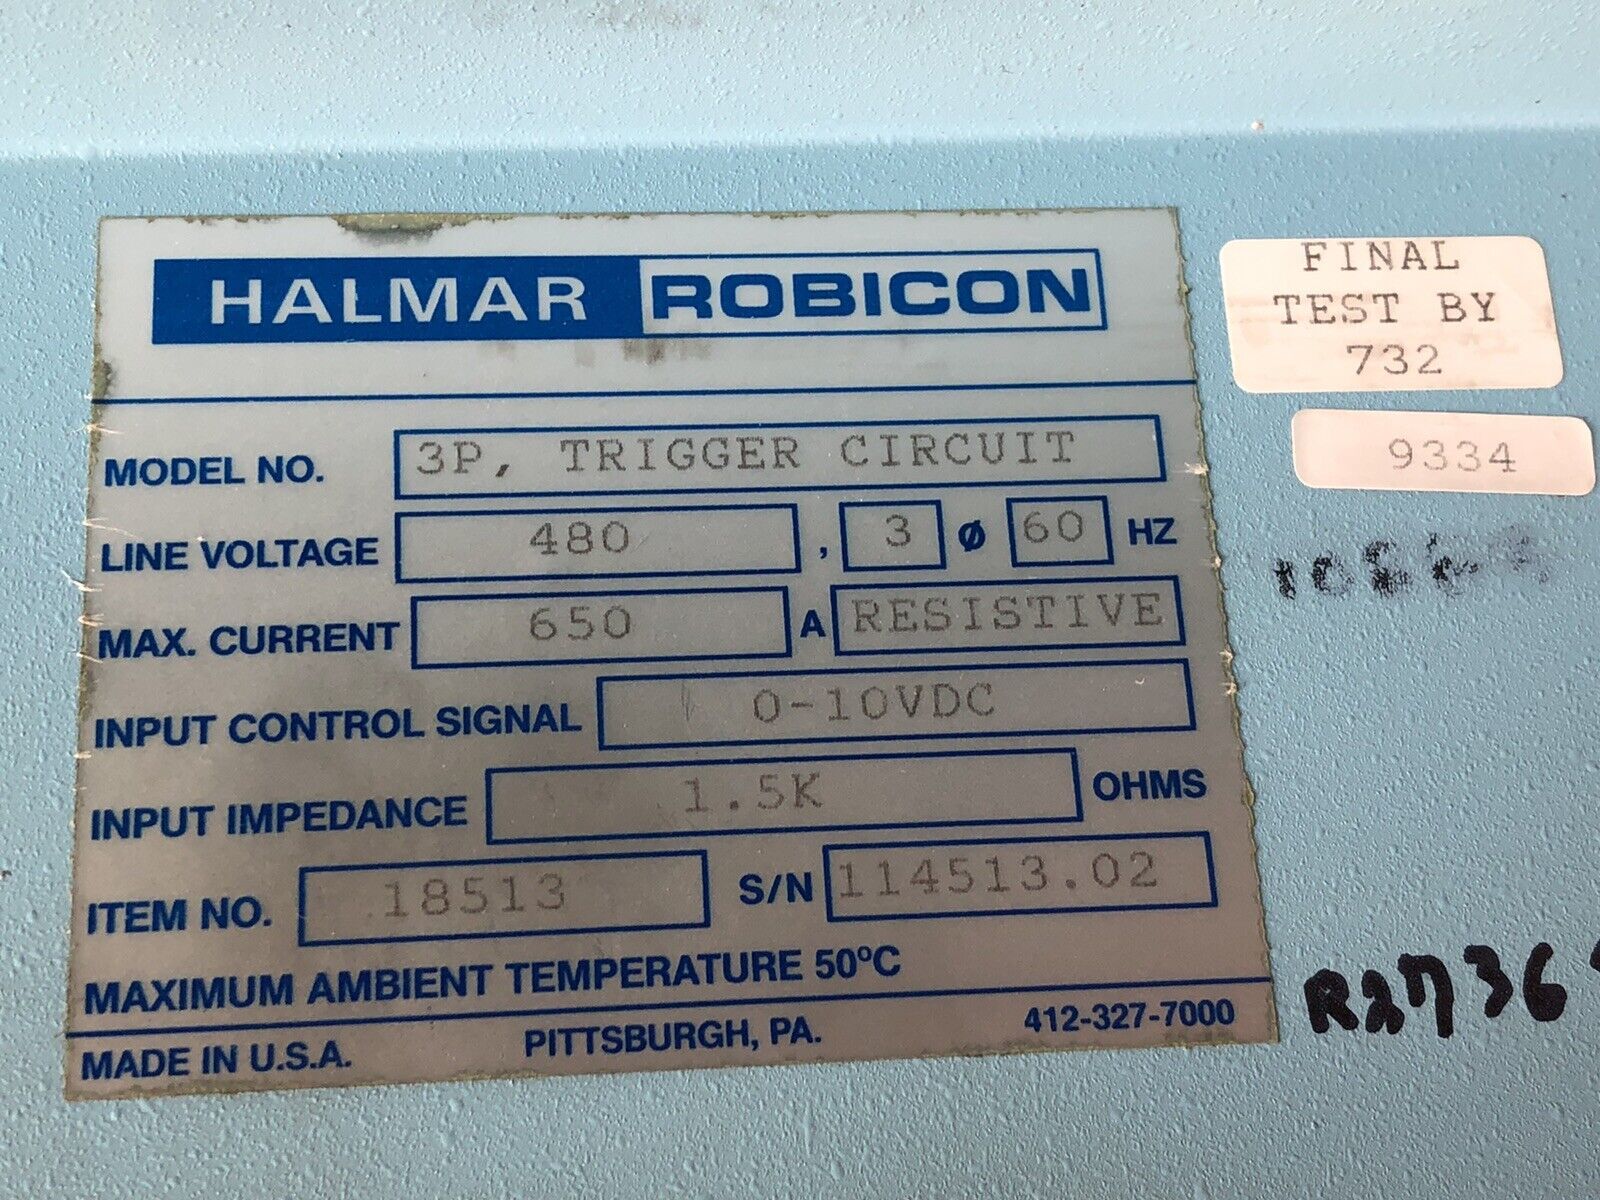 HALMAR ROBICON
MODEL NO. 3P, TRIGGER CIRCUIT
LINE VOLTAGE 480 , 3 ø 60 HZ
MAX. CURRENT 650 A RESISTIVE
INPUT CONTROL SIGNAL 0-10VDC
INPUT IMPEDANCE 1.5K OHMS
ITEM NO. 18513 S/N 114513.02
MAXIMUM AMBIENT TEMPERATURE 50ºC
MADE IN U.S.A. PITTSBURGH, PA. 412-327-7000
FINAL
TEST BY
732
9334